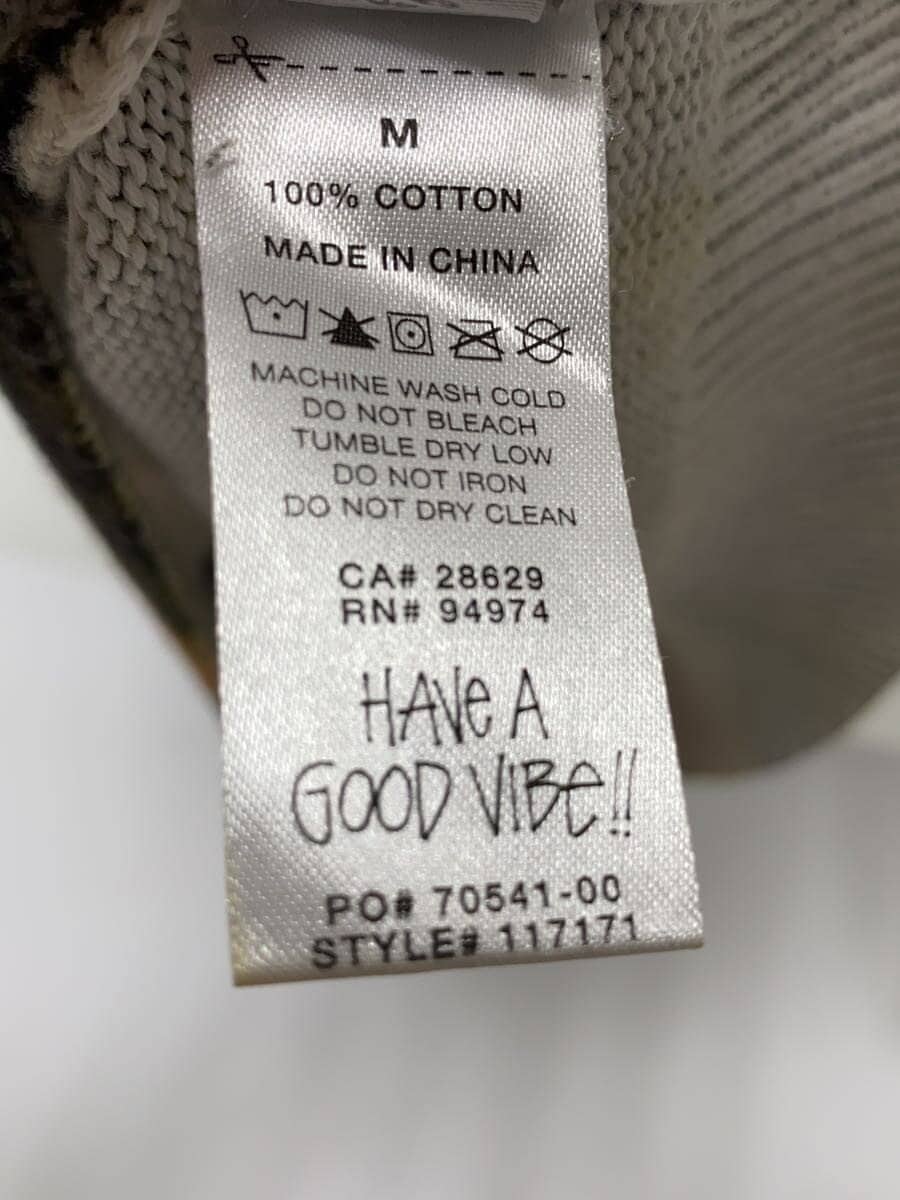 M
100% COTTON
MADE IN CHINA
MACHINE WASH COLD
DO NOT BLEACH
TUMBLE DRY LOW
DO NOT IRON
DO NOT DRY CLEAN
CA# 28629
RN# 94974
HAVe A
GOOD VIBe!!
PO# 70541-00
STYLE# 117171